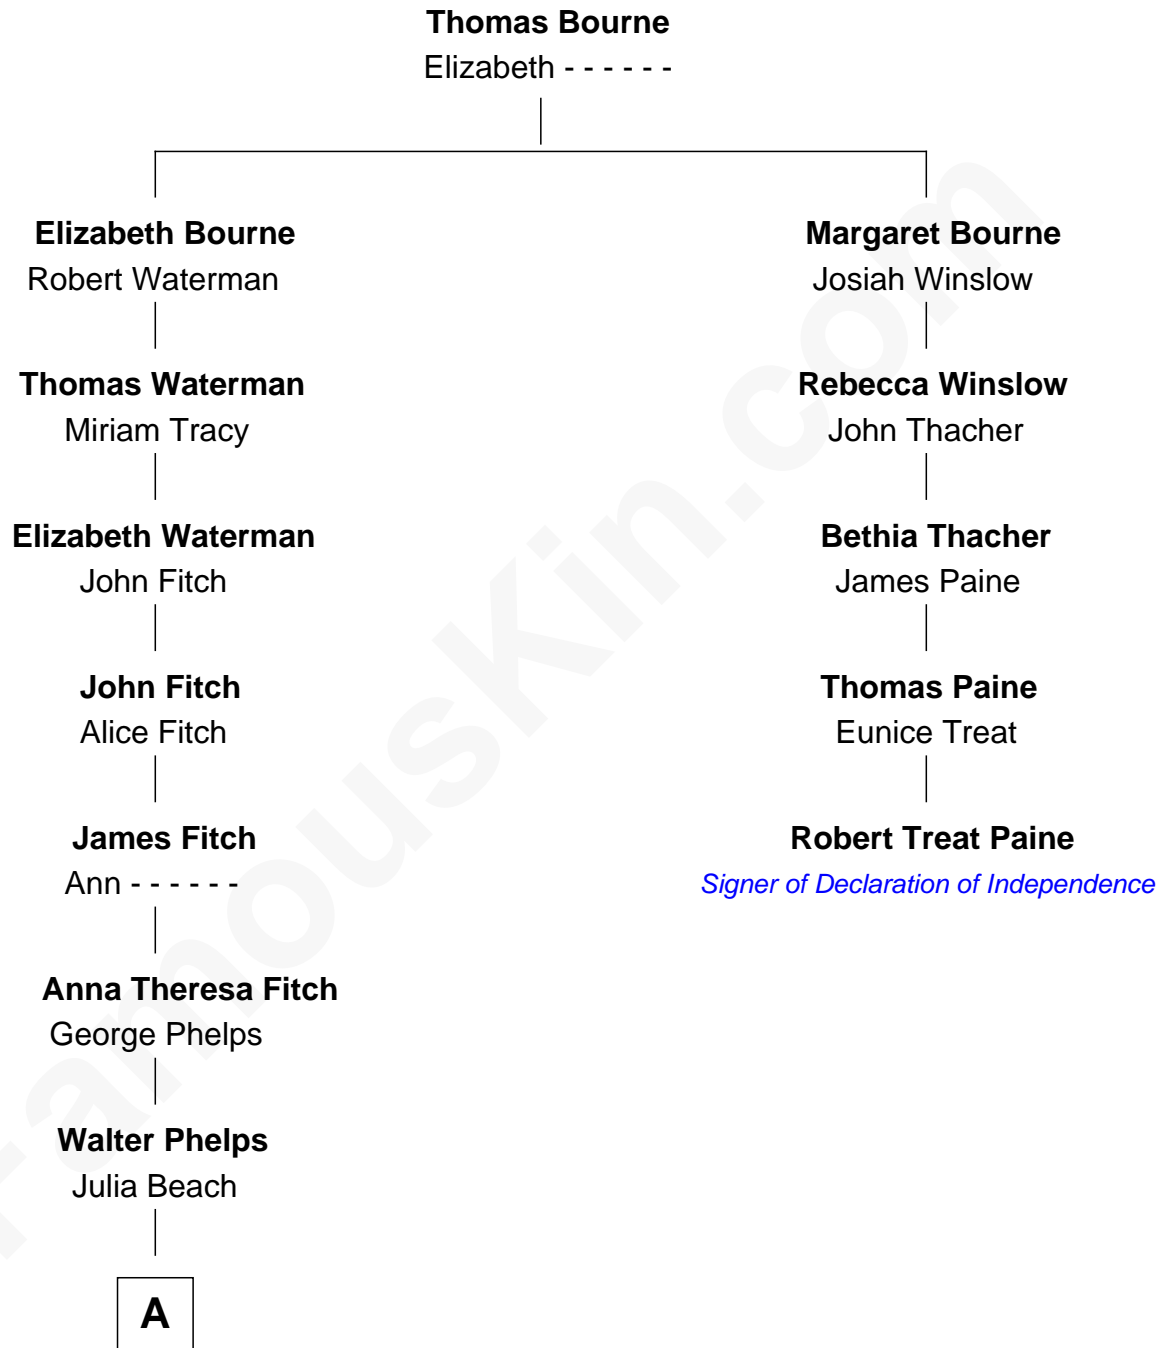 Thomas Bourne
Elizabeth - - - - - -
Elizabeth Bourne
Robert Waterman
Margaret Bourne
Josiah Winslow
Thomas Waterman
Miriam Tracy
Rebecca Winslow
John Thacher
Elizabeth Waterman
John Fitch
Bethia Thacher
James Paine
John Fitch
Alice Fitch
Thomas Paine
Eunice Treat
James Fitch
Ann - - - - - -
Robert Treat Paine
Signer of Declaration of Independence
Anna Theresa Fitch
George Phelps
Walter Phelps
Julia Beach
A
FamousKin.com